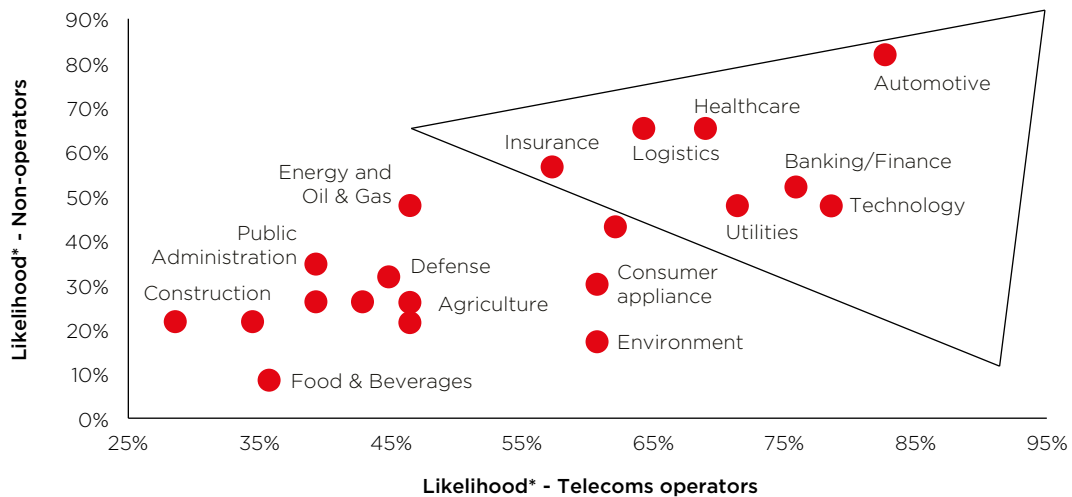 90%
80%
70%
60%
50%
40%
30%
20%
10%
0%
Likelihood* - Non-operators
Automotive
Healthcare
Insurance
Logistics
Banking/Finance
Energy and
Oil & Gas
Technology
Utilities
Public
Administration
Defense
Consumer
appliance
Construction
Agriculture
Environment
Food & Beverages
25%
35%
45%
55%
65%
75%
85%
95%
Likelihood* - Telecoms operators